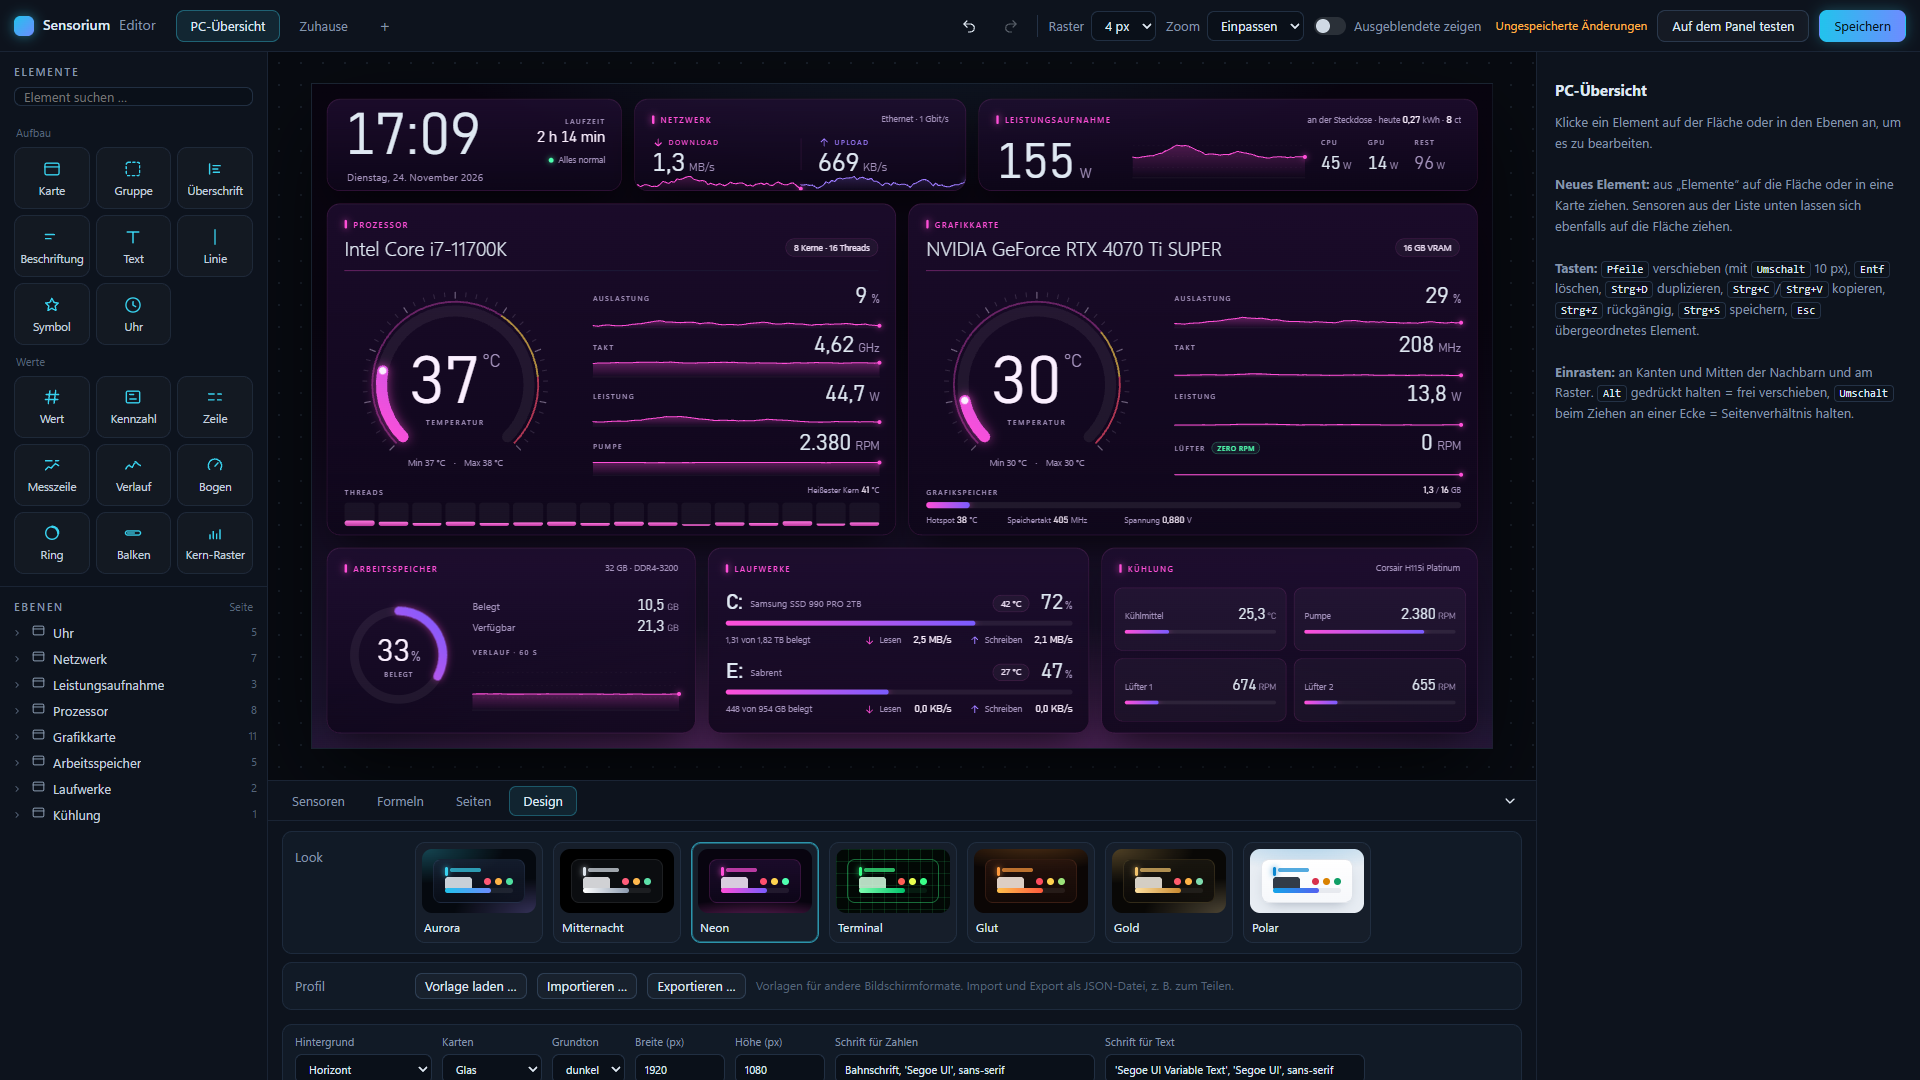 Sensorium Editor
PC-Übersicht
Zuhause
+
Raster
4 px
Zoom
Einpassen
Ausgeblendete zeigen
Ungespeicherte Änderungen
Auf dem Panel testen
Speichern
ELEMENTE
Element suchen ...
Aufbau
Karte
Gruppe
Überschrift
Beschriftung
Text
Linie
Symbol
Uhr
Werte
Wert
Kennzahl
Zeile
Messzeile
Verlauf
Bogen
Ring
Balken
Kern-Raster
EBENEN
Seite
Uhr 5
Netzwerk 7
Leistungsaufnahme 3
Prozessor 8
Grafikkarte 11
Arbeitsspeicher 5
Laufwerke 2
Kühlung 1
17:09
LAUFZEIT
2 h 14 min
Alles normal
Dienstag, 24. November 2026
NETZWERK
Ethernet · 1 Gbit/s
DOWNLOAD
1,3 MB/s
UPLOAD
669 KB/s
LEISTUNGSAUFNAHME
an der Steckdose · heute 0,27 kWh · 8 ct
155 W
CPU
45 W
GPU
14 W
REST
96 W
PROZESSOR
Intel Core i7-11700K
8 Kerne · 16 Threads
37 °C
TEMPERATUR
Min 37 °C · Max 38 °C
AUSLASTUNG
9 %
TAKT
4,62 GHz
LEISTUNG
44,7 W
PUMPE
2.380 RPM
THREADS
Heißester Kern 41 °C
GRAFIKKARTE
NVIDIA GeForce RTX 4070 Ti SUPER
16 GB VRAM
30 °C
TEMPERATUR
Min 30 °C · Max 30 °C
AUSLASTUNG
29 %
TAKT
208 MHz
LEISTUNG
13,8 W
LÜFTER ZERO RPM
0 RPM
GRAFIKSPEICHER
1,3 / 16 GB
Hotspot 38 °C
Speichertakt 405 MHz
Spannung 0,880 V
ARBEITSSPEICHER
32 GB · DDR4-3200
33 %
BELEGT
Belegt 10,5 GB
Verfügbar 21,3 GB
VERLAUF · 60 S
LAUFWERKE
C: Samsung SSD 990 PRO 2TB
42 °C
72 %
1,31 von 1,82 TB belegt
Lesen 2,5 MB/s
Schreiben 2,1 MB/s
E: Sabrent
27 °C
47 %
448 von 954 GB belegt
Lesen 0,0 KB/s
Schreiben 0,0 KB/s
KÜHLUNG
Corsair H115i Platinum
Kühlmittel 25,3 °C
Pumpe 2.380 RPM
Lüfter 1 674 RPM
Lüfter 2 655 RPM
Sensoren
Formeln
Seiten
Design
Look
Aurora
Mitternacht
Neon
Terminal
Glut
Gold
Polar
Profil
Vorlage laden ...
Importieren ...
Exportieren ...
Vorlagen für andere Bildschirmformate. Import und Export als JSON-Datei, z. B. zum Teilen.
Hintergrund
Horizont
Karten
Glas
Grundton
dunkel
Breite (px)
1920
Höhe (px)
1080
Schrift für Zahlen
Bahnschrift, 'Segoe UI', sans-serif
Schrift für Text
'Segoe UI Variable Text', 'Segoe UI', sans-serif
PC-Übersicht
Klicke ein Element auf der Fläche oder in den Ebenen an, um
es zu bearbeiten.
Neues Element: aus „Elemente" auf die Fläche oder in eine
Karte ziehen. Sensoren aus der Liste unten lassen sich
ebenfalls auf die Fläche ziehen.
Tasten: Pfeile verschieben (mit Umschalt 10 px), Entf
löschen, Strg+D duplizieren, Strg+C / Strg+V kopieren,
Strg+Z rückgängig, Strg+S speichern, Esc
übergeordnetes Element.
Einrasten: an Kanten und Mitten der Nachbarn und am
Raster. Alt gedrückt halten = frei verschieben, Umschalt
beim Ziehen an einer Ecke = Seitenverhältnis halten.